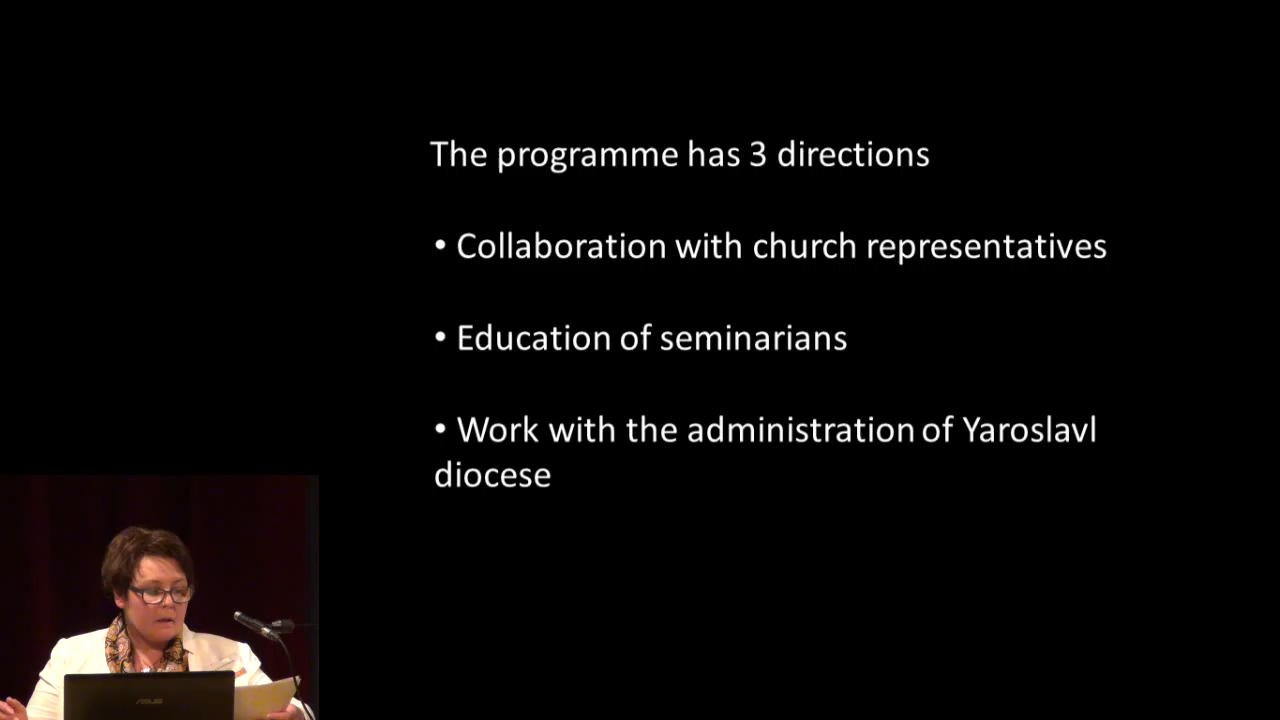 The programme has 3 directions
• Collaboration with church representatives
• Education of seminarians
• Work with the administration of Yaroslavl
diocese
ASUS